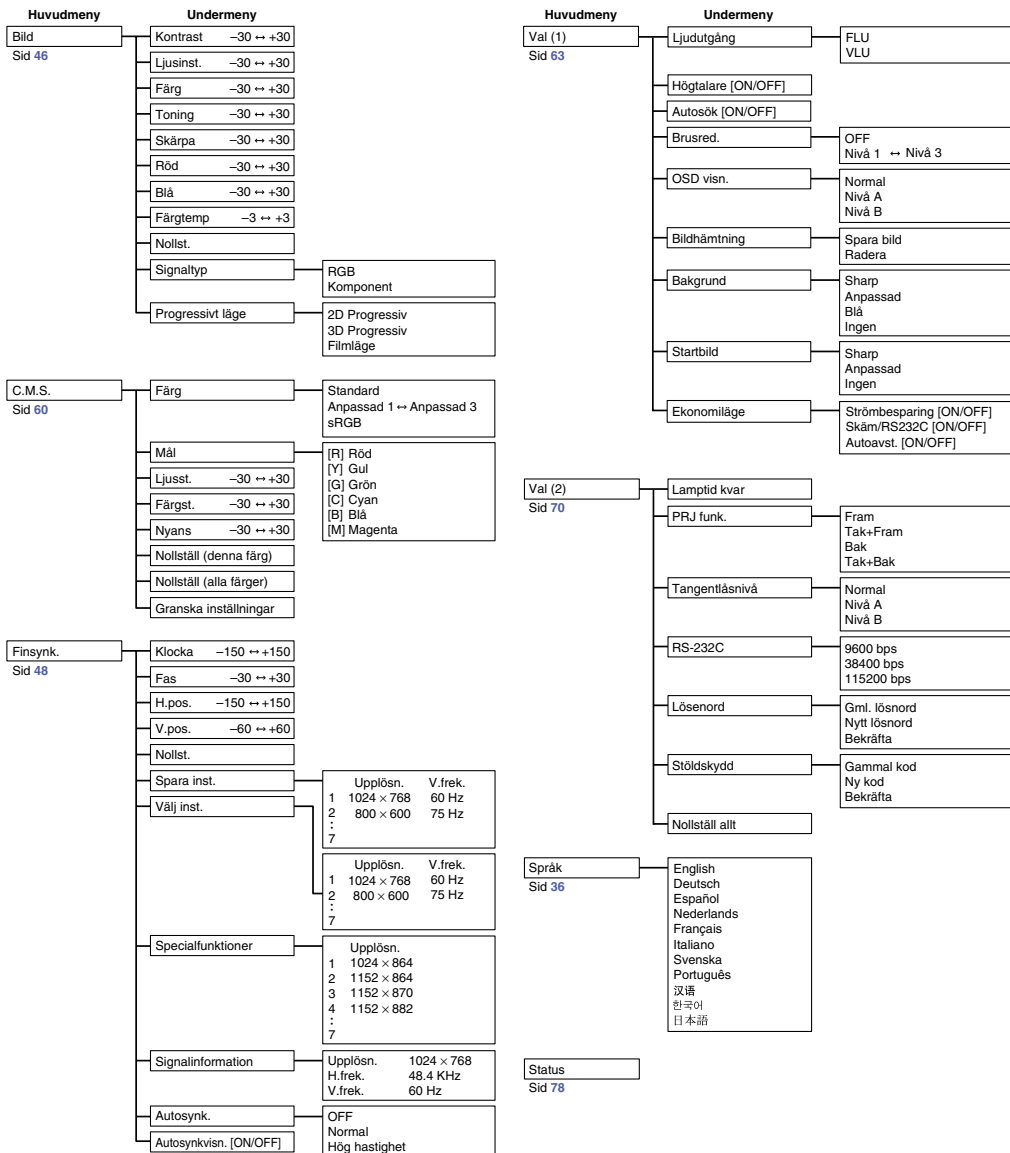 Huvudmeny Undermeny
Bild
Sid 46
Kontrast −30 ↔ +30
Ljusinst. −30 ↔ +30
Färg −30 ↔ +30
Toning −30 ↔ +30
Skärpa −30 ↔ +30
Röd −30 ↔ +30
Blå −30 ↔ +30
Färgtemp −3 ↔ +3
Nollst.
Signaltyp
RGB
Komponent
Progressivt läge
2D Progressiv
3D Progressiv
Filmläge
C.M.S.
Sid 60
Färg
Standard
Anpassad 1 ↔ Anpassad 3
sRGB
Mål
[R] Röd
[Y] Gul
[G] Grön
[C] Cyan
[B] Blå
[M] Magenta
Ljusst. −30 ↔ +30
Färgst. −30 ↔ +30
Nyans −30 ↔ +30
Nollställ (denna färg)
Nollställ (alla färger)
Granska inställningar
Finsynk.
Sid 48
Klocka −150 ↔ +150
Fas −30 ↔ +30
H.pos. −150 ↔ +150
V.pos. −60 ↔ +60
Nollst.
Spara inst.
Upplösn. V.frek.
1 1024 × 768 60 Hz
2 800 × 600 75 Hz
:
7
Välj inst.
Upplösn. V.frek.
1 1024 × 768 60 Hz
2 800 × 600 75 Hz
:
7
Specialfunktioner
Upplösn.
1 1024 × 864
2 1152 × 864
3 1152 × 870
4 1152 × 882
:
7
Signalinformation
Upplösn. 1024 × 768
H.frek. 48.4 KHz
V.frek. 60 Hz
Autosynk.
OFF
Normal
Hög hastighet
Autosynkvisn. [ON/OFF]
Huvudmeny Undermeny
Val (1)
Sid 63
Ljudutgång
FLU
VLU
Högtalare [ON/OFF]
Autosök [ON/OFF]
Brusred.
OFF
Nivå 1 ↔ Nivå 3
OSD visn.
Normal
Nivå A
Nivå B
Bildhämtning
Spara bild
Radera
Bakgrund
Sharp
Anpassad
Blå
Ingen
Startbild
Sharp
Anpassad
Ingen
Ekonomiläge
Strömbesparing [ON/OFF]
Skäm/RS232C [ON/OFF]
Autoavst. [ON/OFF]
Val (2)
Sid 70
Lamptid kvar
PRJ funk.
Fram
Tak+Fram
Bak
Tak+Bak
Tangentlåsnivå
Normal
Nivå A
Nivå B
RS-232C
9600 bps
38400 bps
115200 bps
Lösenord
Gml. lösnord
Nytt lösnord
Bekräfta
Stöldskydd
Gammal kod
Ny kod
Bekräfta
Nollställ allt
Språk
Sid 36
English
Deutsch
Español
Nederlands
Français
Italiano
Svenska
Português
汉语
한국어
日本語
Status
Sid 78